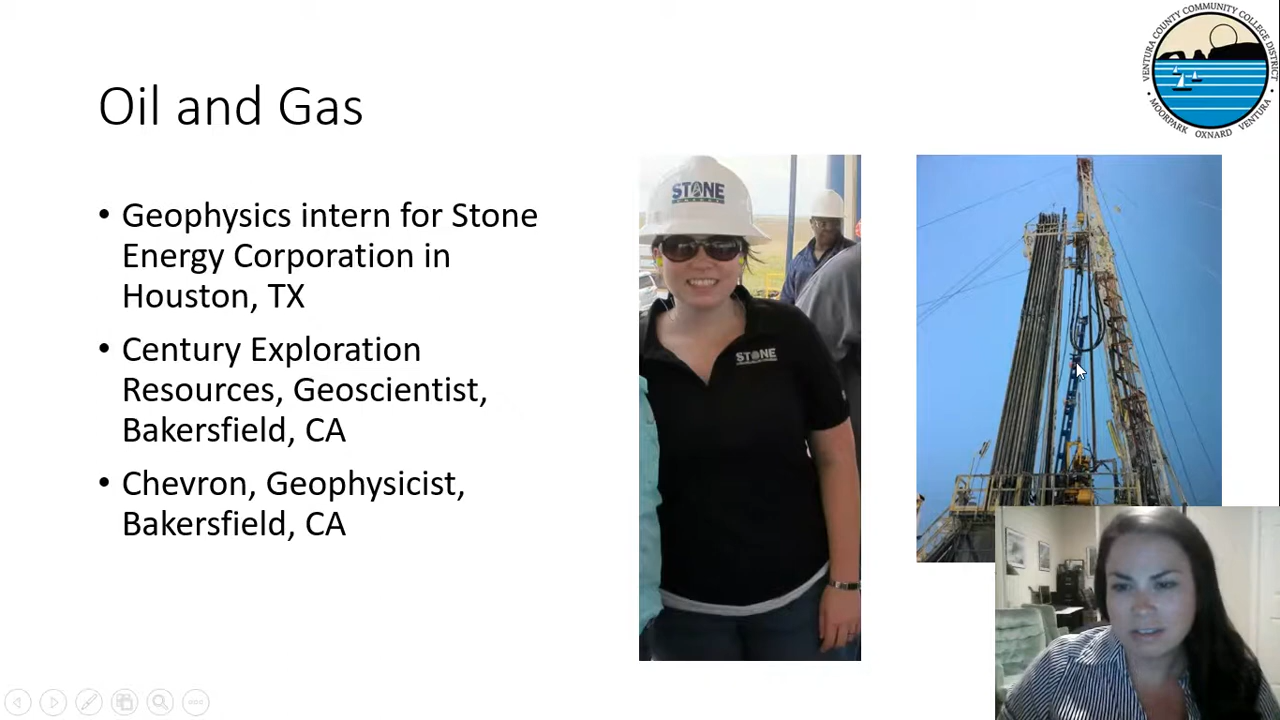 VENTURA COUNTY COMMUNITY COLLEGE DISTRICT
• MOORPARK OXNARD VENTURA •
Oil and Gas
• Geophysics intern for Stone
Energy Corporation in
Houston, TX
• Century Exploration
Resources, Geoscientist,
Bakersfield, CA
• Chevron, Geophysicist,
Bakersfield, CA
STONE
ENERGY
STONE